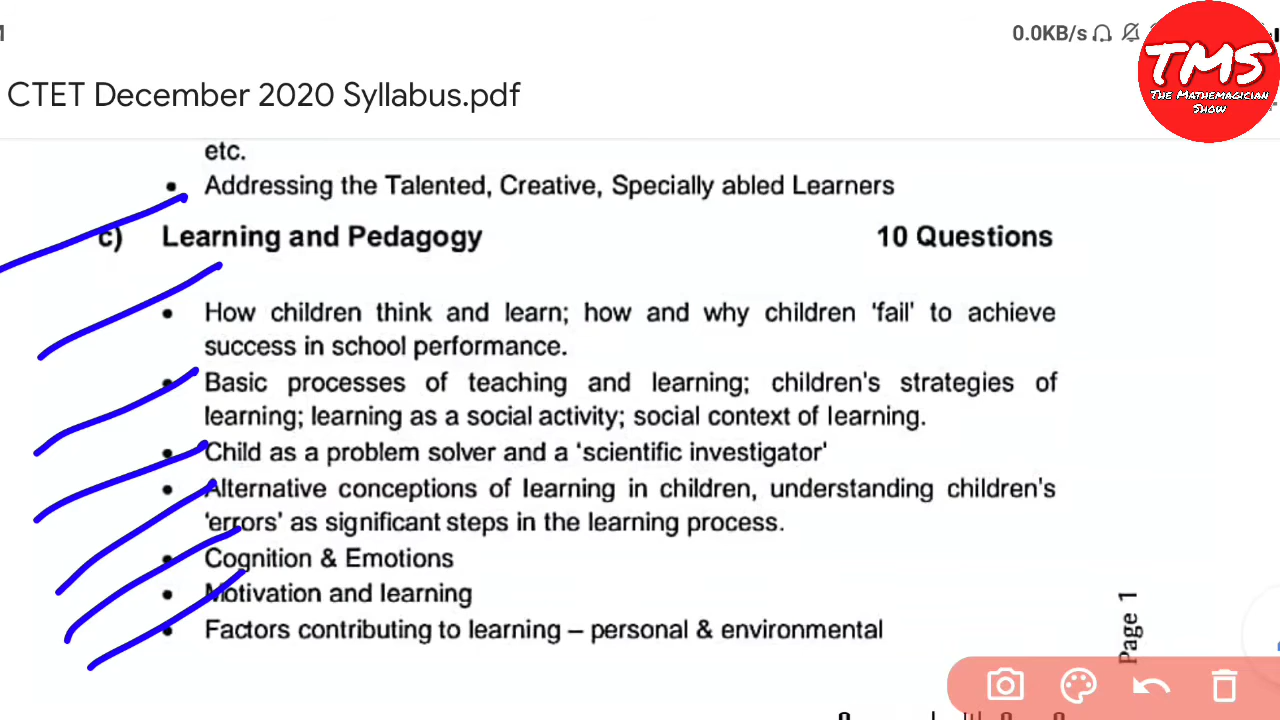 0.0KB/s
TMS
The Mathemagician
Show
CTET December 2020 Syllabus.pdf
etc.
• Addressing the Talented, Creative, Specially abled Learners
c) Learning and Pedagogy 10 Questions
• How children think and learn; how and why children ‘fail’ to achieve
success in school performance.
• Basic processes of teaching and learning; children's strategies of
learning; learning as a social activity; social context of learning.
• Child as a problem solver and a ‘scientific investigator'
• Alternative conceptions of learning in children, understanding children's
‘errors’ as significant steps in the learning process.
• Cognition & Emotions
• Motivation and learning
• Factors contributing to learning – personal & environmental
Page 1